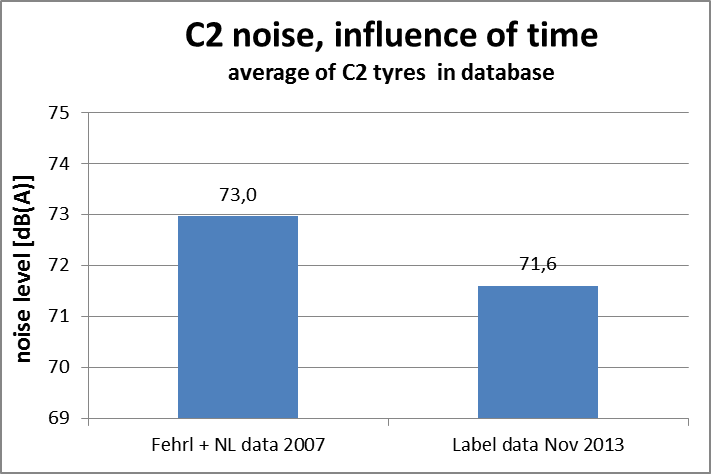 C2 noise, influence of time
average of C2 tyres in database
noise level [dB(A)]
75
74
73
72
71
70
69
73,0
71,6
Fehrl + NL data 2007
Label data Nov 2013